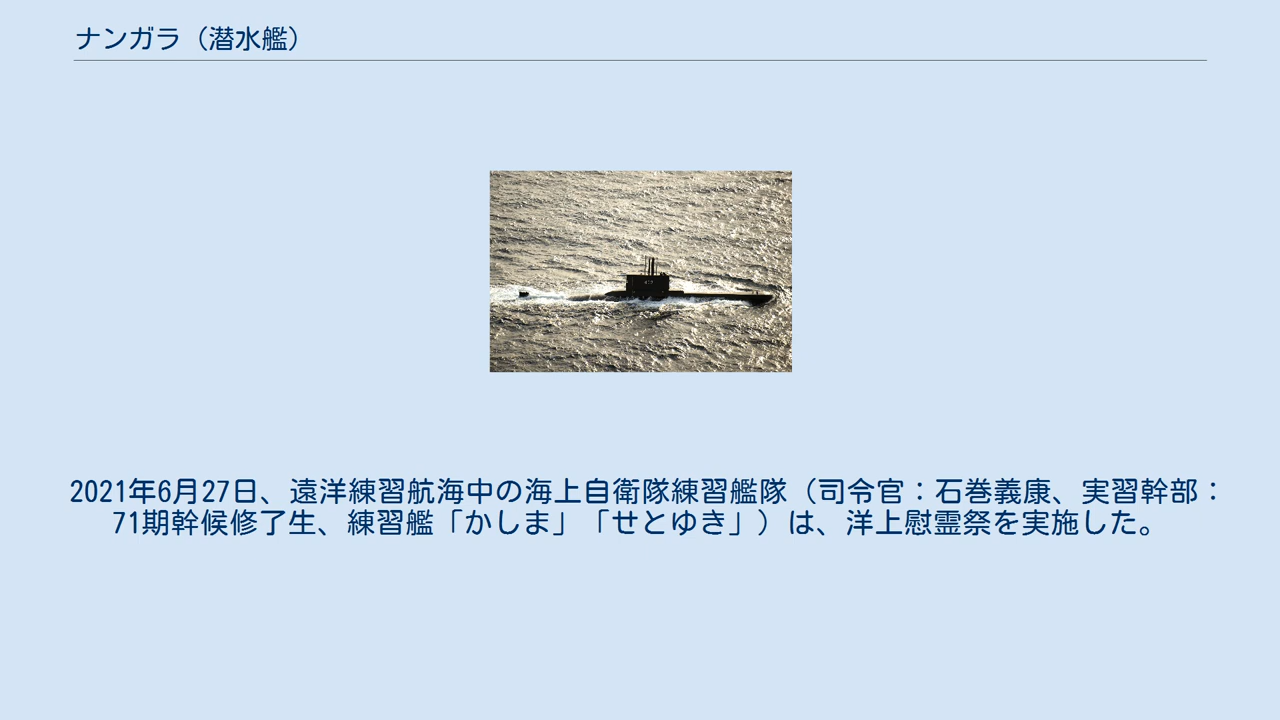 ナンガラ（潜水艦）
2021年6月27日、遠洋練習航海中の海上自衛隊練習艦隊（司令官：石巻義康、実習幹部：
71期幹候修了生、練習艦「かしま」「せとゆき」）は、洋上慰霊祭を実施した。